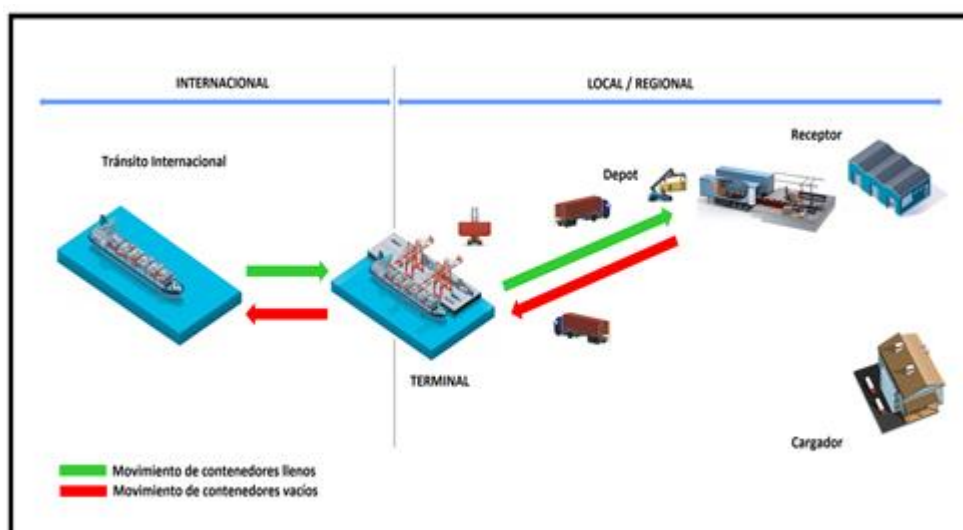 INTERNACIONAL
LOCAL / REGIONAL
Receptor
Tránsito Internacional
Depot
TERMINAL
Cargador
Movimiento de contenedores llenos
Movimiento de contenedores vacíos